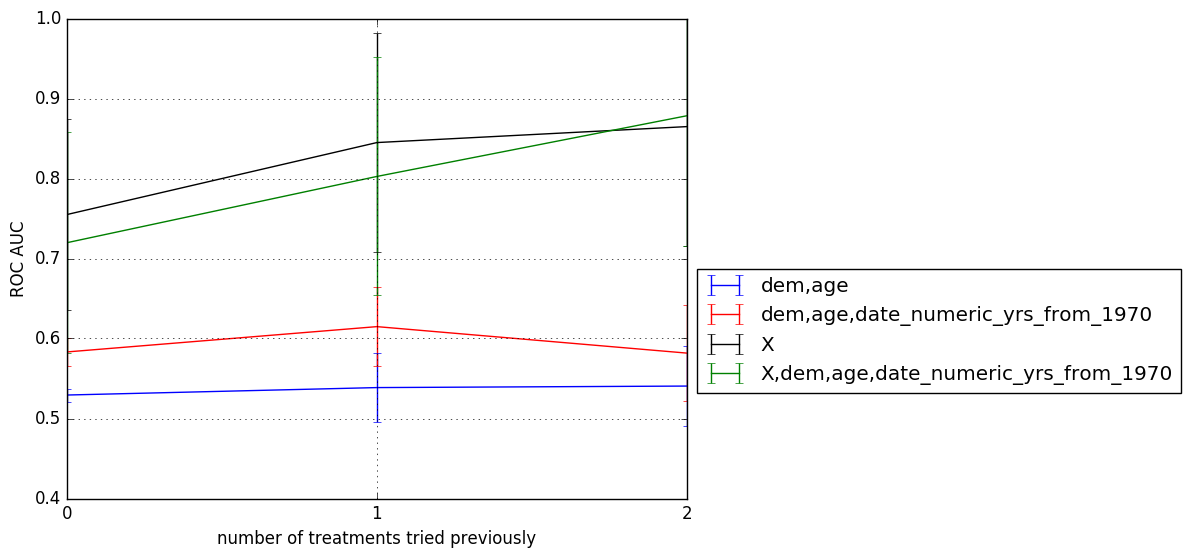 1.0
0.9
0.8
0.7
0.6
0.5
0.4
ROC AUC
0 1 2
number of treatments tried previously
dem,age
dem,age,date_numeric_yrs_from_1970
X
X,dem,age,date_numeric_yrs_from_1970